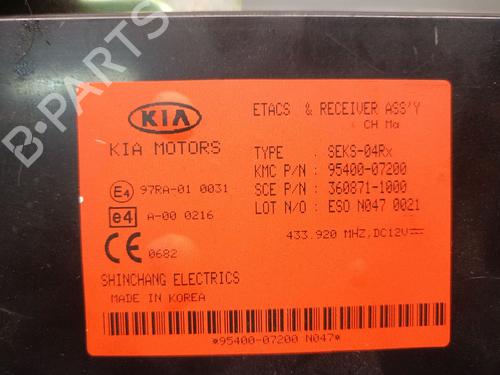 KIA
KIA MOTORS
ETACS & RECEIVER ASS'Y
CH Ma
TYPE : SEKS-04Rx
KMC P/N : 95400-07200
SCE P/N : 360871-1000
LOT N/O : ESO N047 0021
433.920 MHZ,DC12V
E4 97RA-01 0031
e4 A-00 0216
CE 0682
SHINCHANG ELECTRICS
MADE IN KOREA
*95400-07200 N047*
B-PARTS